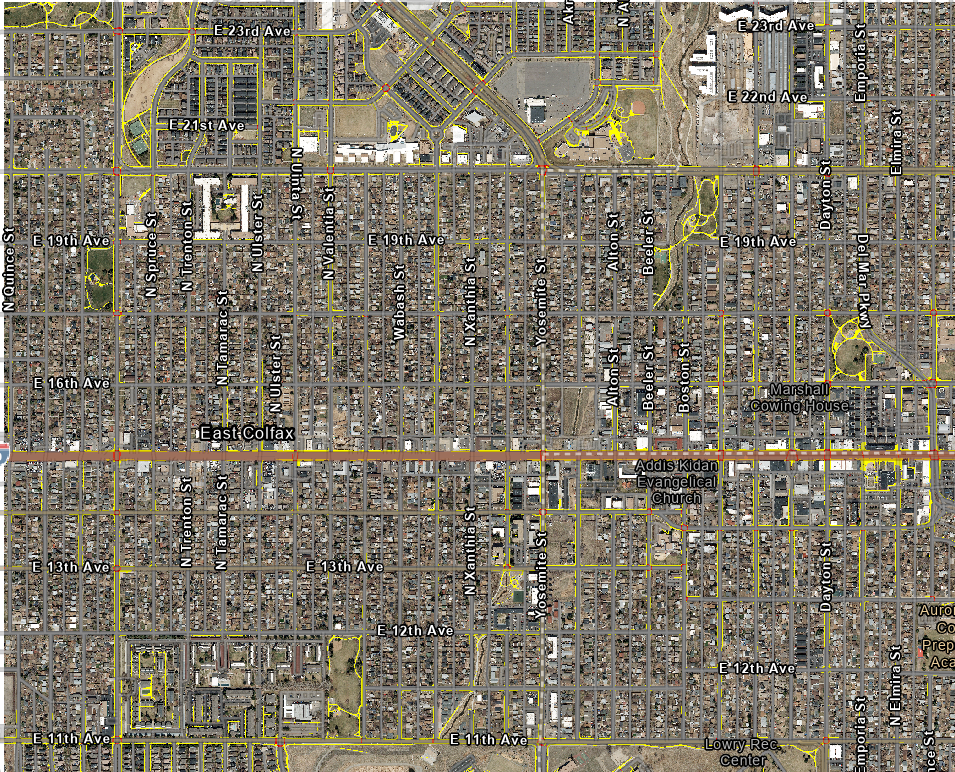 E 23rd Ave
E 23rd Ave
Emporia St
E 22nd Ave
E 21st Ave
Elmira St
N Uinta St
Dayton St
N Quince St
E 19th Ave
N Spruce St
N Trenton St
N Ulster St
N Valentia St
E 19th Ave
Alton St
Beeler St
E 19th Ave
Del Mar Pkwy
Wabash St
N Xanthia St
Yosemite St
N Tamarac St
N Ulster St
Alton St
Beeler St
Boston St
E 16th Ave
Marshall
Cowing House
East Colfax
Addis Kidan
Evangelical
Church
N Trenton St
N Tamarac St
N Xanthia St
Yosemite St
Dayton St
E 13th Ave
E 13th Ave
E 12th Ave
E 12th Ave
N Elmira St
Emporia St
E 11th Ave
E 11th Ave
Lowry Rec.
Center